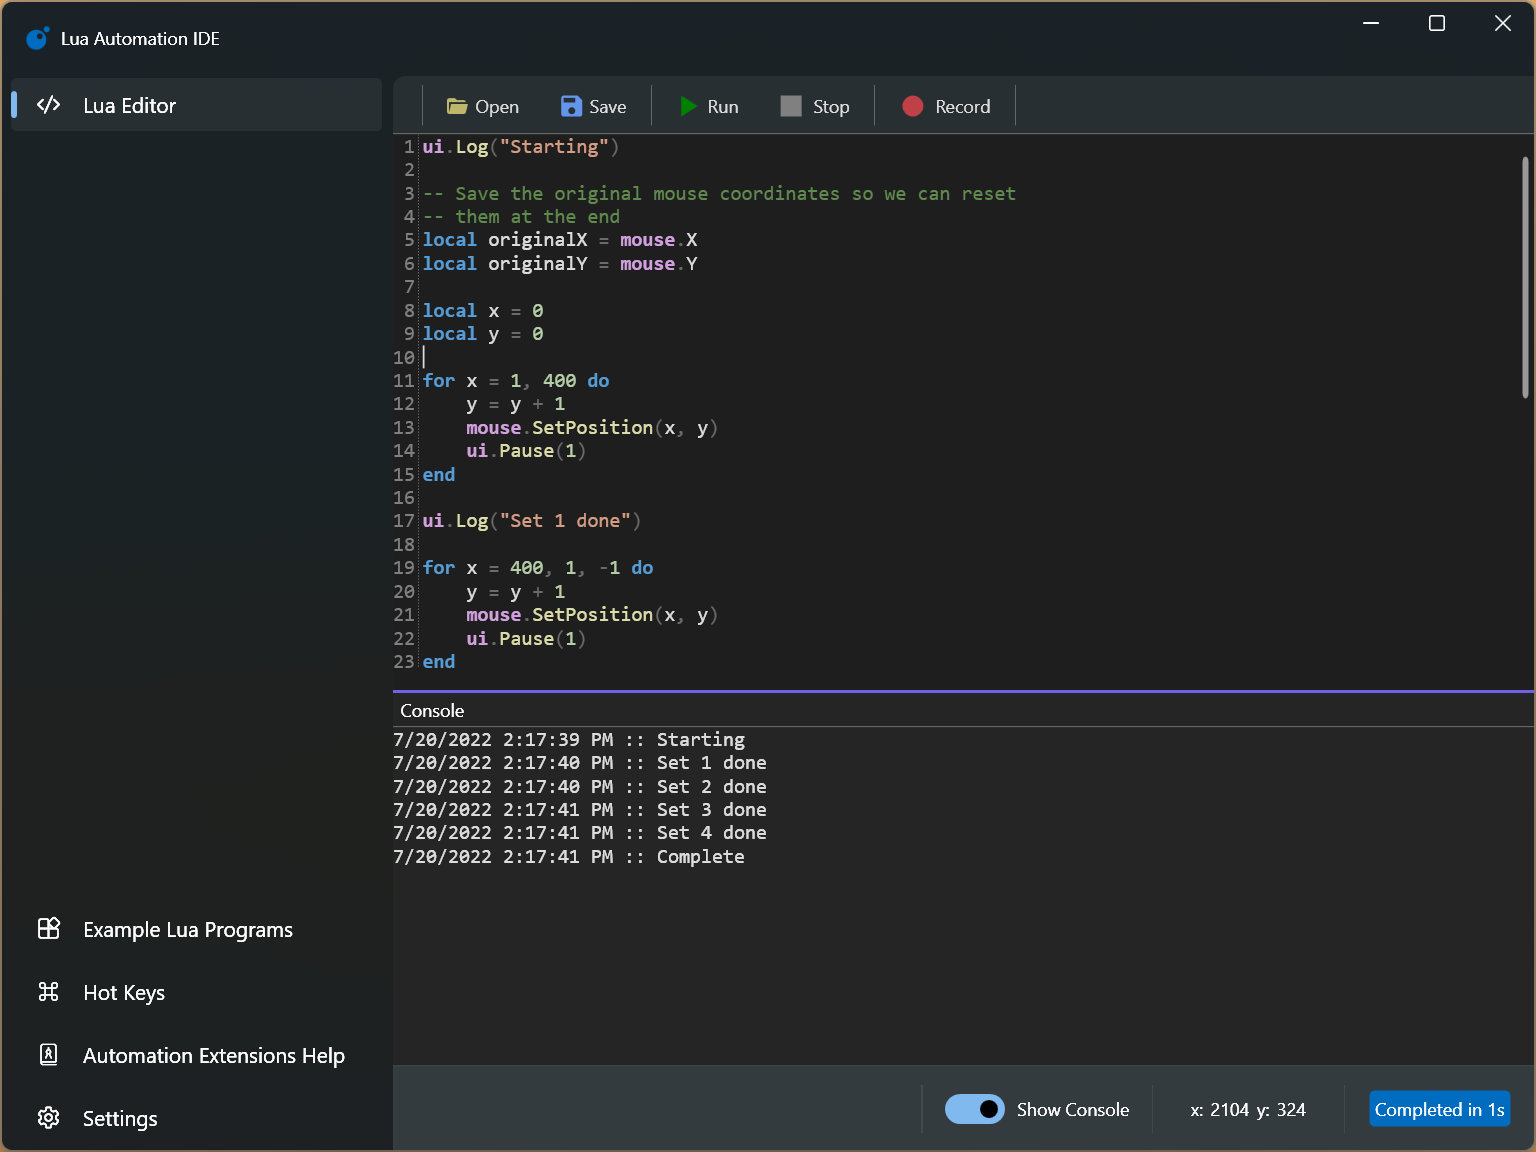 Lua Automation IDE
Lua Editor
Open Save Run Stop Record
1 ui.Log("Starting")
2
3 -- Save the original mouse coordinates so we can reset
4 -- them at the end
5 local originalX = mouse.X
6 local originalY = mouse.Y
7
8 local x = 0
9 local y = 0
10
11 for x = 1, 400 do
12     y = y + 1
13     mouse.SetPosition(x, y)
14     ui.Pause(1)
15 end
16
17 ui.Log("Set 1 done")
18
19 for x = 400, 1, -1 do
20     y = y + 1
21     mouse.SetPosition(x, y)
22     ui.Pause(1)
23 end
Console
7/20/2022 2:17:39 PM :: Starting
7/20/2022 2:17:40 PM :: Set 1 done
7/20/2022 2:17:40 PM :: Set 2 done
7/20/2022 2:17:41 PM :: Set 3 done
7/20/2022 2:17:41 PM :: Set 4 done
7/20/2022 2:17:41 PM :: Complete
Example Lua Programs
Hot Keys
Automation Extensions Help
Settings
Show Console x: 2104 y: 324 Completed in 1s